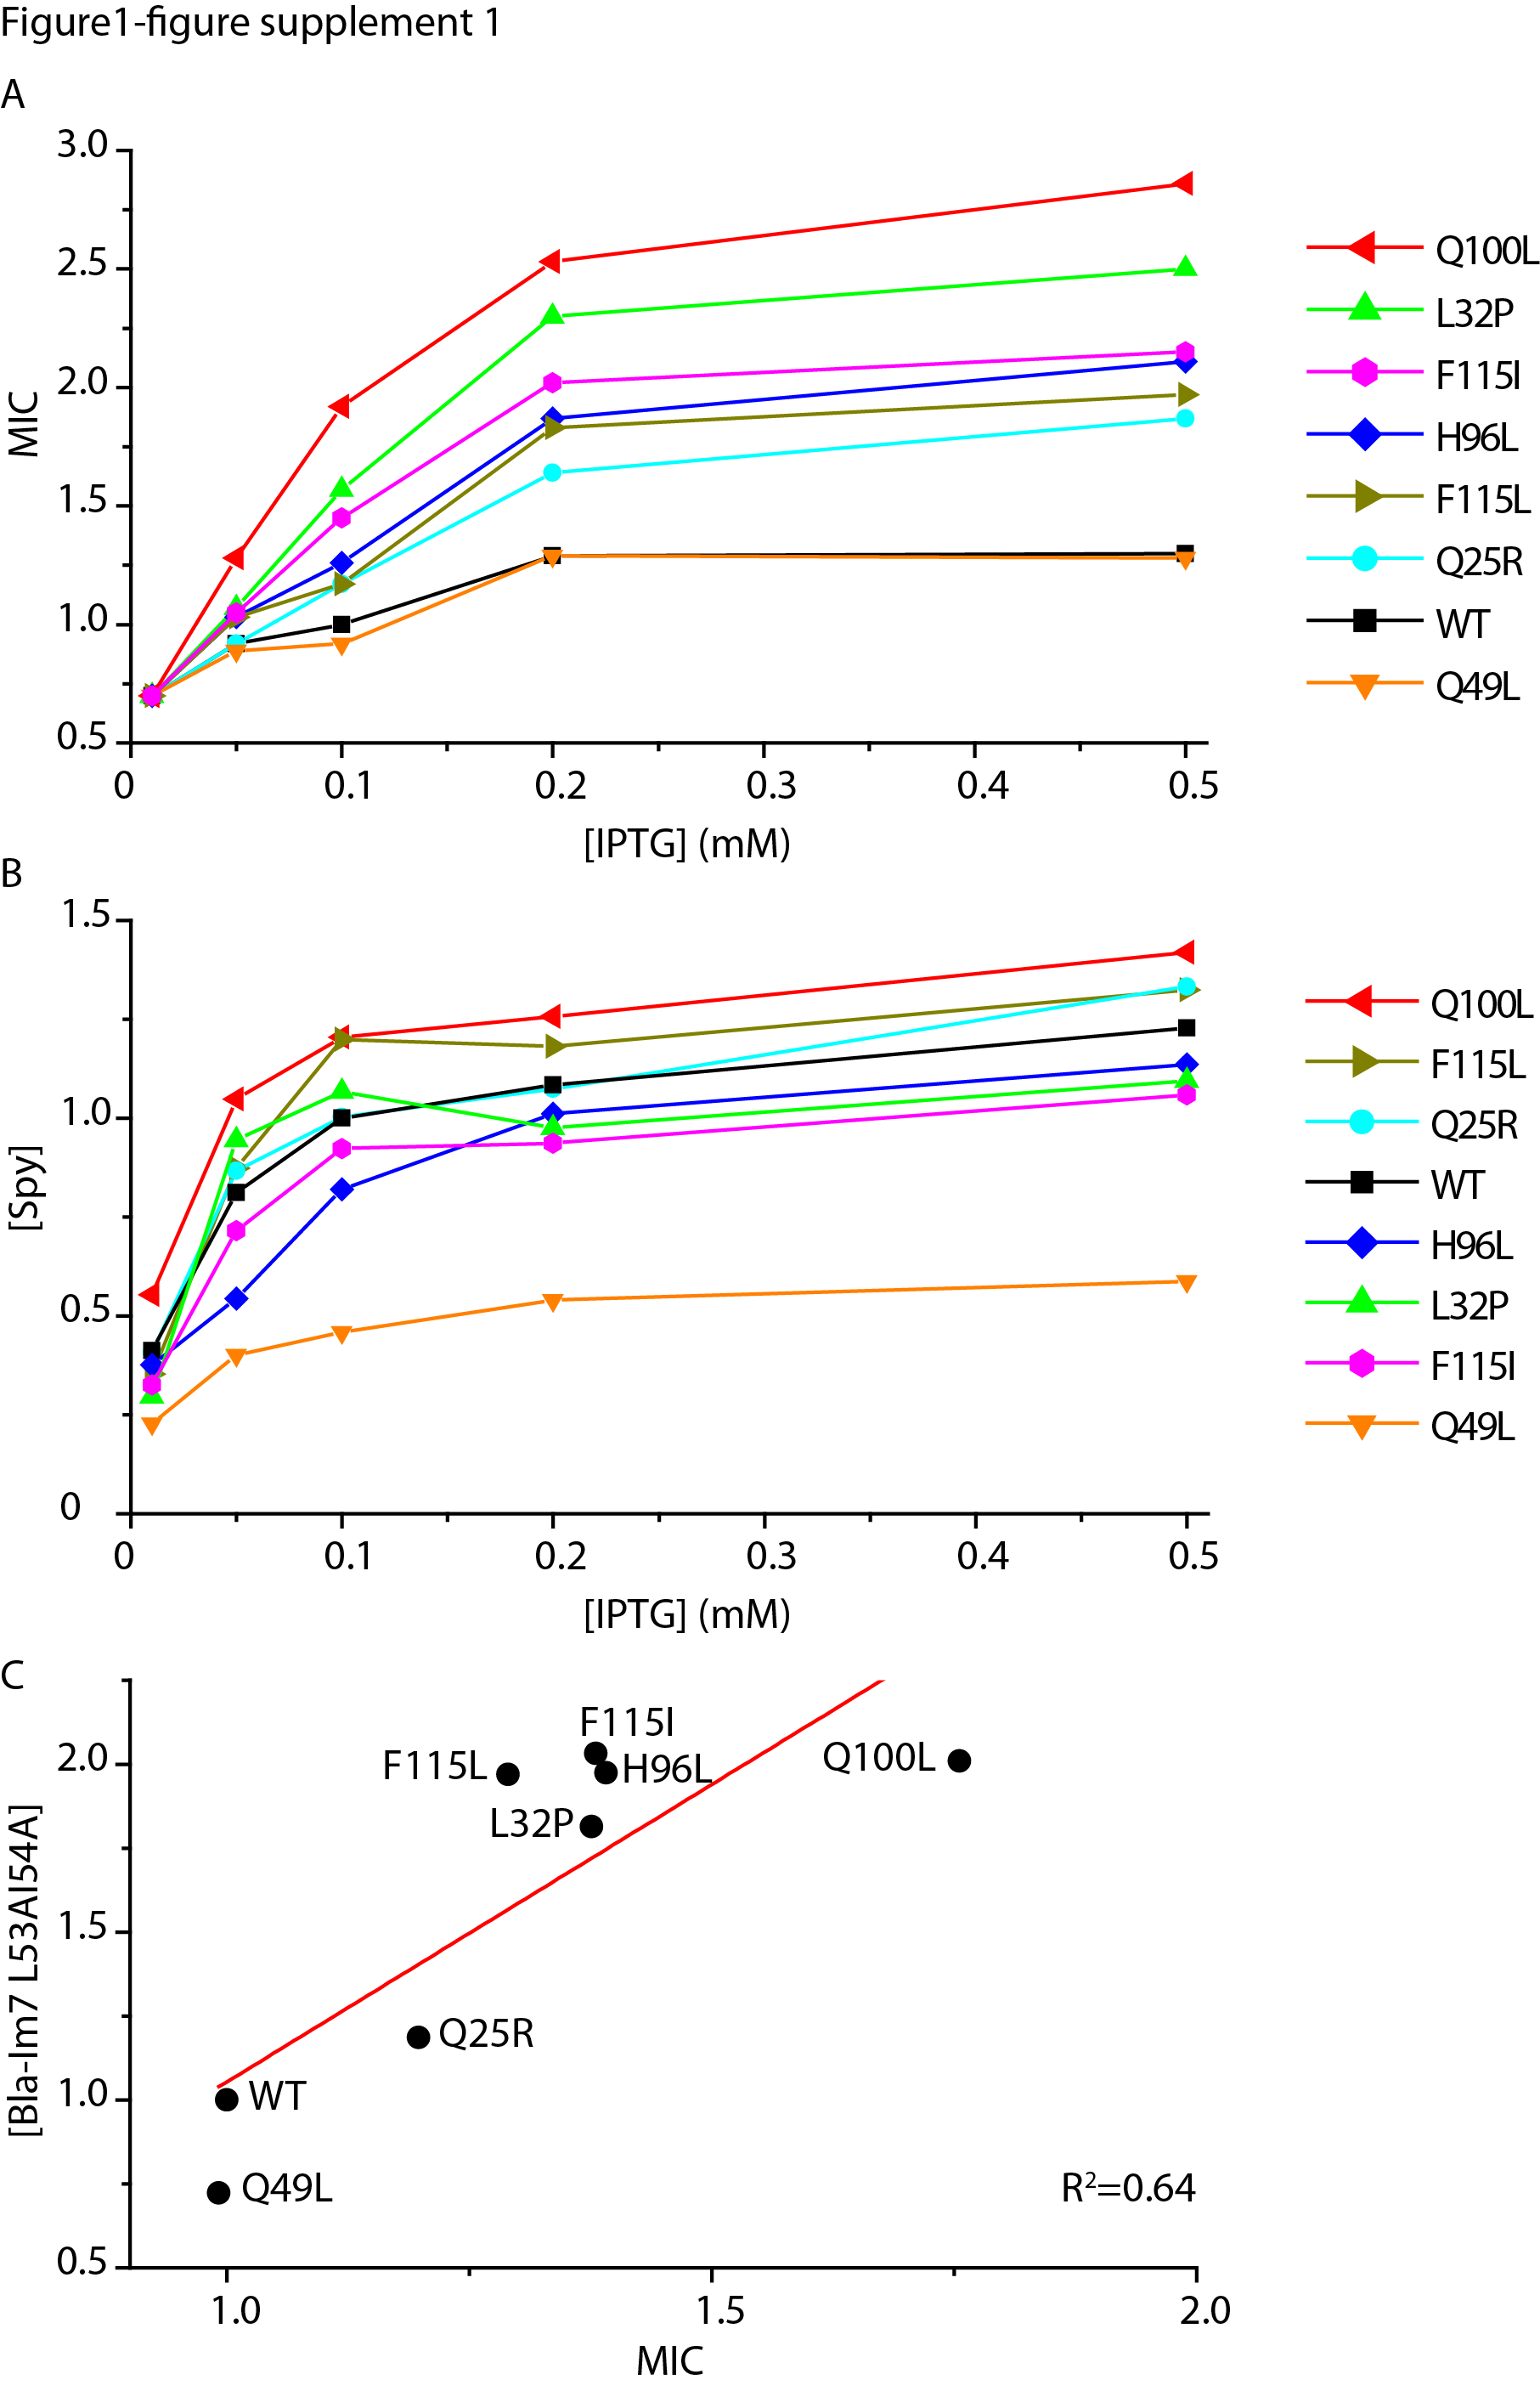 Figure1-figure supplement 1
A
3.0
2.5
2.0
1.5
1.0
0.5
MIC
0 0.1 0.2 0.3 0.4 0.5
[IPTG] (mM)
Q100L
L32P
F115I
H96L
F115L
Q25R
WT
Q49L
B
1.5
1.0
0.5
0
[Spy]
0 0.1 0.2 0.3 0.4 0.5
[IPTG] (mM)
Q100L
F115L
Q25R
WT
H96L
L32P
F115I
Q49L
C
2.0
1.5
1.0
0.5
[Bla-Im7 L53AI54A]
F115I
F115L
H96L
Q100L
L32P
Q25R
WT
Q49L
R²=0.64
1.0 1.5 2.0
MIC